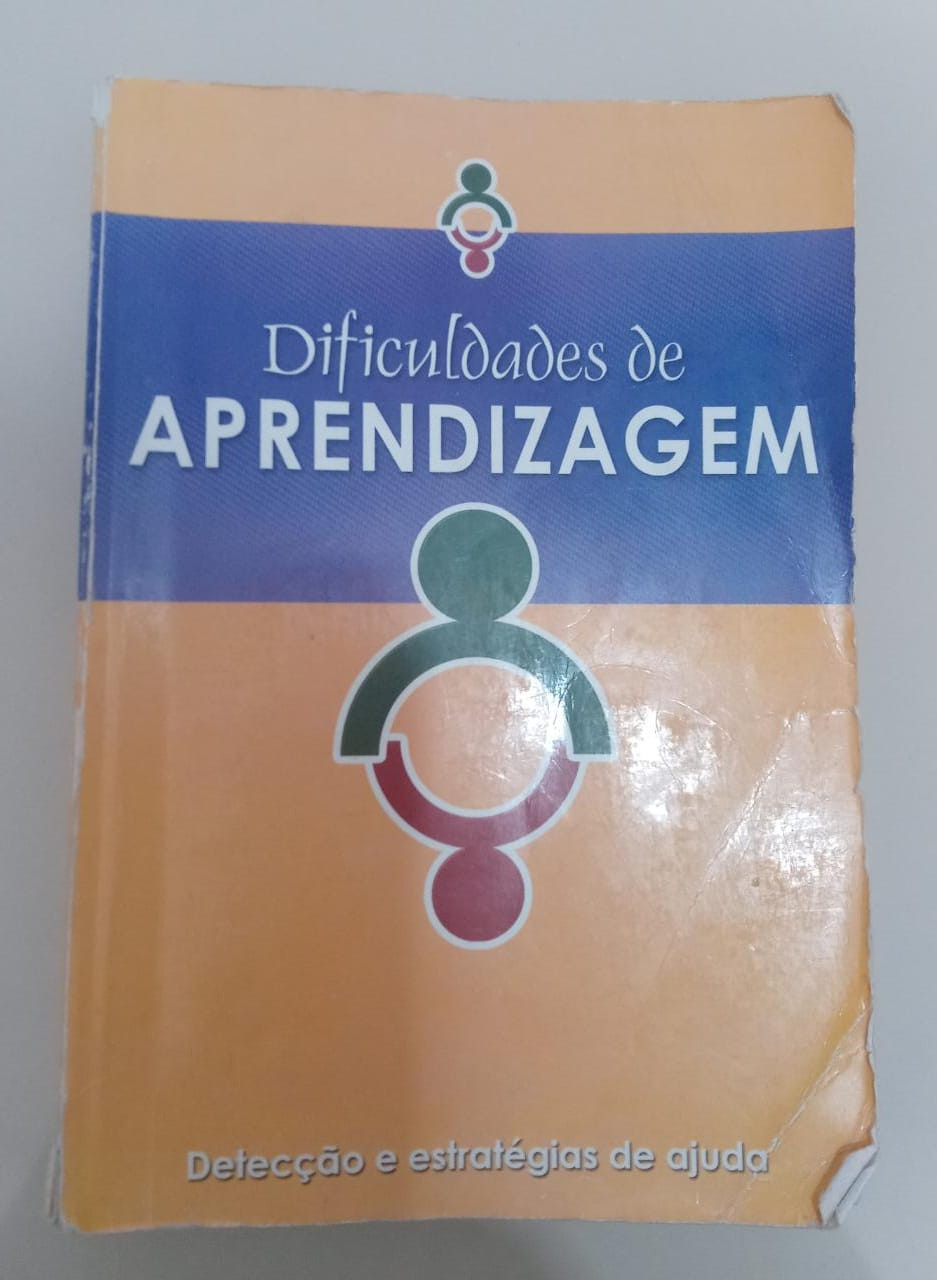 Dificuldades de
APRENDIZAGEM
Detecção e estratégias de ajuda